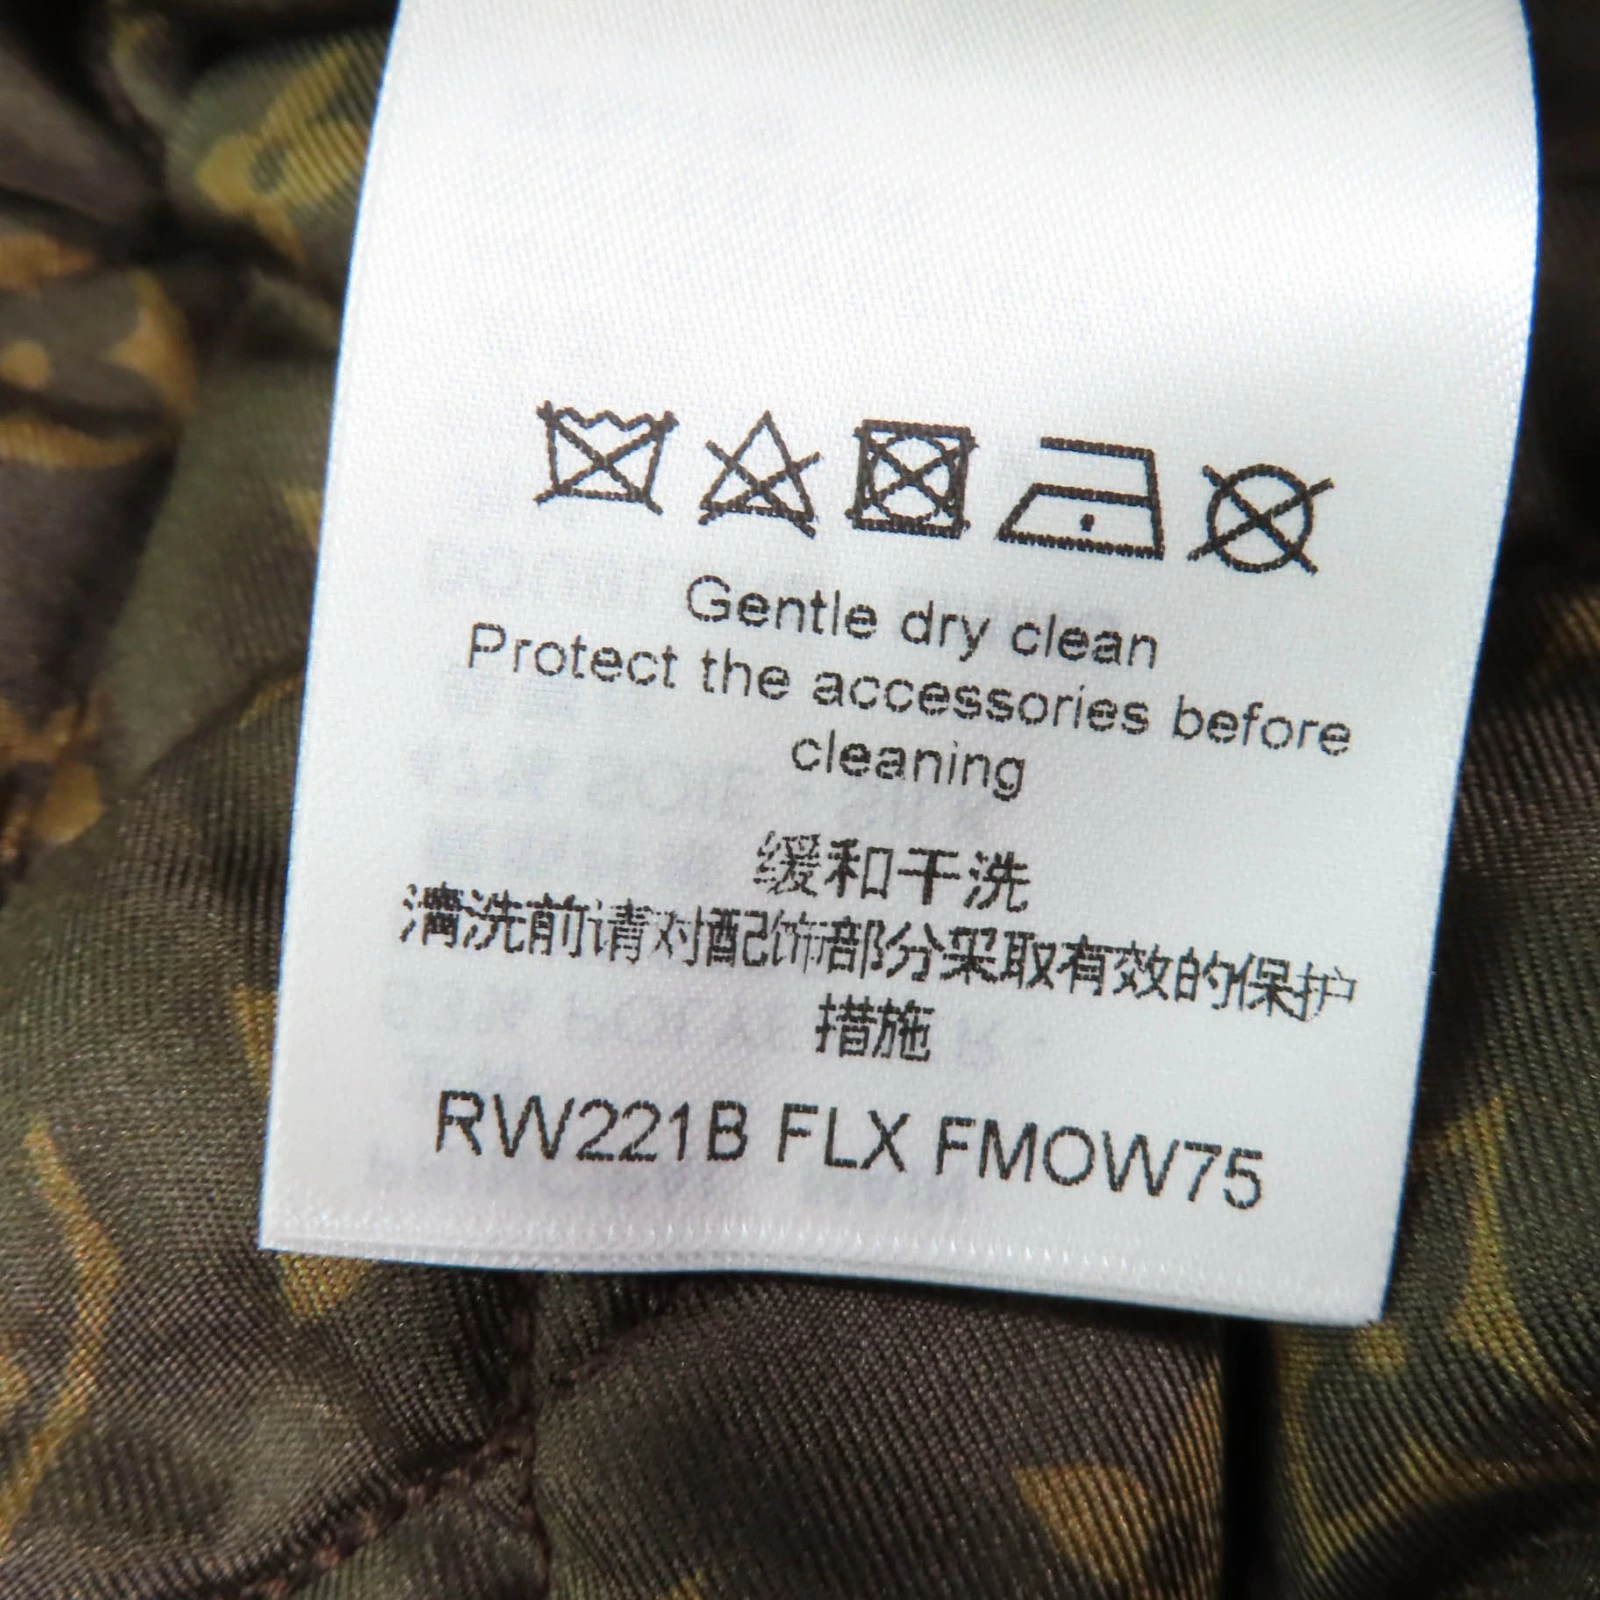 Gentle dry clean
Protect the accessories before
cleaning
缓和干洗
清洗前请对配饰部分采取有效的保护
措施
RW221B FLX FMOW75